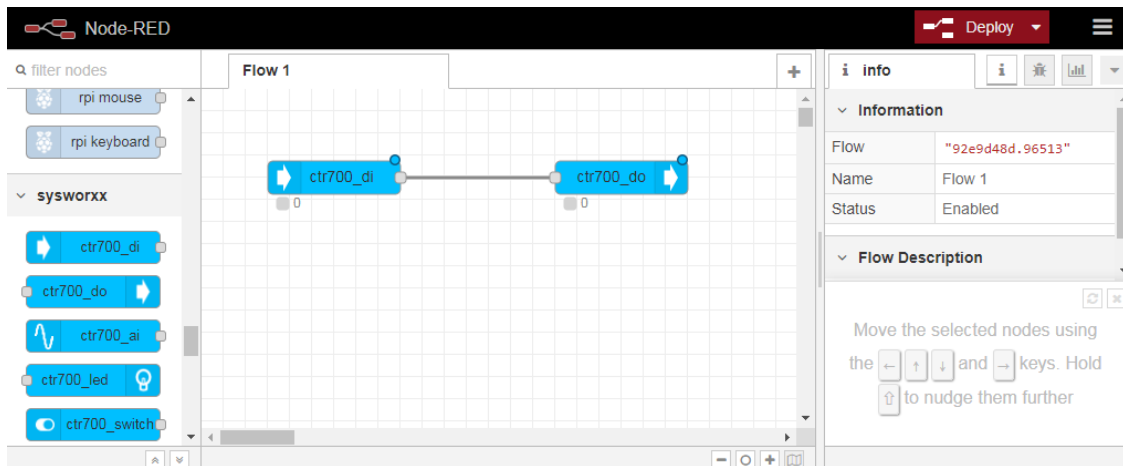 Node-RED
Deploy
filter nodes
rpi mouse
rpi keyboard
sysworxx
ctr700_di
ctr700_do
ctr700_ai
ctr700_led
ctr700_switch
Flow 1
ctr700_di
0
ctr700_do
0
i info
i
Information
Flow "92e9d48d.96513"
Name Flow 1
Status Enabled
Flow Description
Move the selected nodes using
the ← ↑ ↓ and → keys. Hold
⇧ to nudge them further